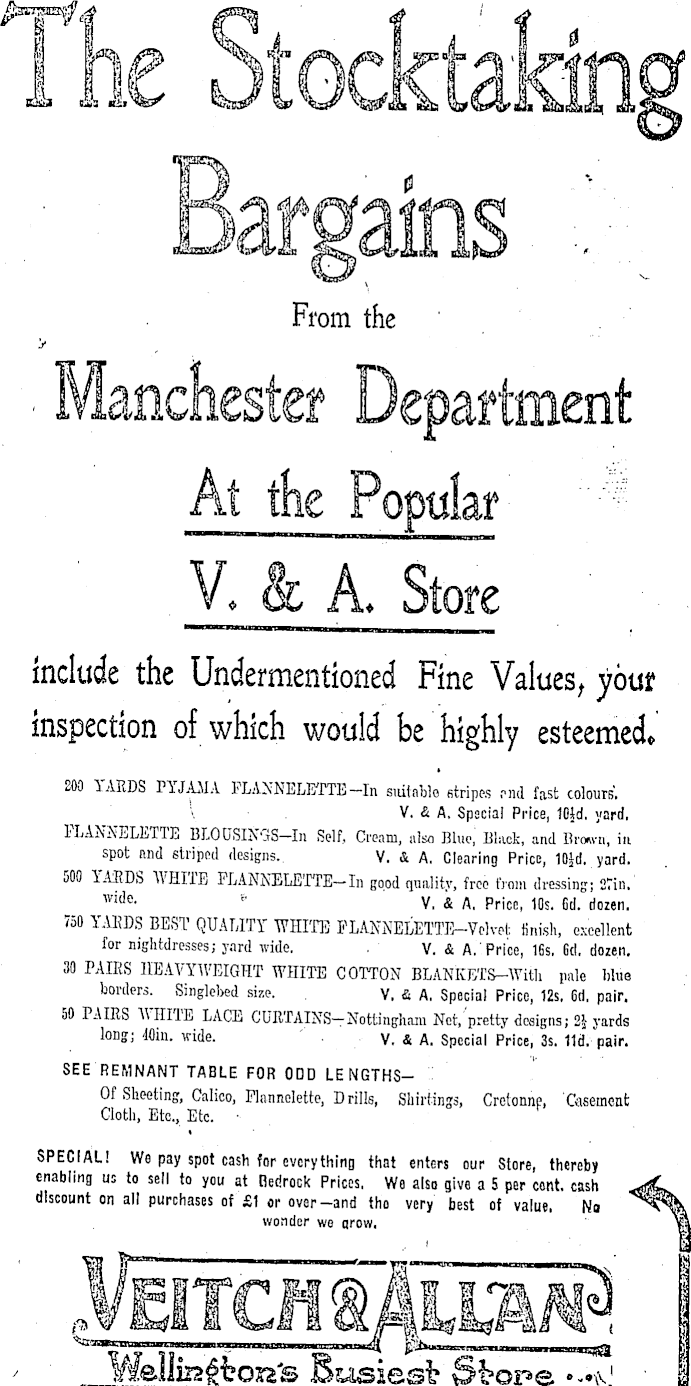 The Stocktaking
Bargains
From the
Manchester Department
At the Popular
V. & A. Store
include the Undermentioned Fine Values, your
inspection of which would be highly esteemed.
200 YARDS PYJAMA FLANNELETTE—In suitable stripes and fast colours.
V. & A. Special Price, 10½d. yard.
FLANNELETTE BLOUSINGS—In Self, Cream, also Blue, Black, and Brown, in
spot and striped designs. V. & A. Clearing Price, 10½d. yard.
500 YARDS WHITE FLANNELETTE—In good quality, free from dressing; 27in.
wide. V. & A. Price, 10s. 6d. dozen.
750 YARDS BEST QUALITY WHITE FLANNELETTE—Velvet finish, excellent
for nightdresses; yard wide. V. & A. Price, 16s. 6d. dozen.
30 PAIRS HEAVYWEIGHT WHITE COTTON BLANKETS—With pale blue
borders. Singlebed size. V. & A. Special Price, 12s. 6d. pair.
50 PAIRS WHITE LACE CURTAINS—Nottingham Net, pretty designs; 2½ yards
long; 40in. wide. V. & A. Special Price, 3s. 11d. pair.
SEE REMNANT TABLE FOR ODD LENGTHS—
Of Sheeting, Calico, Flannelette, Drills, Shirtings, Cretonne, Casement
Cloth, Etc., Etc.
SPECIAL! We pay spot cash for everything that enters our Store, thereby
enabling us to sell to you at Bedrock Prices. We also give a 5 per cent. cash
discount on all purchases of £1 or over—and the very best of value. No
wonder we grow.
VEITCH & ALLAN
Wellington's Busiest Store